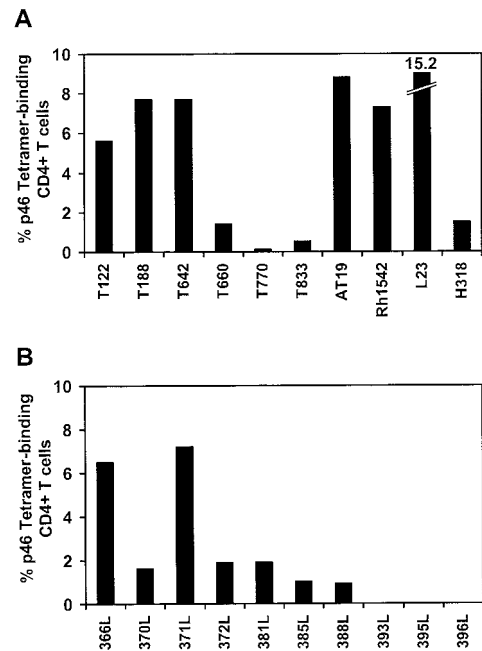 A
% p46 Tetramer-binding
CD4+ T cells
10
8
6
4
2
0
15.2
T122
T188
T642
T660
T770
T833
AT19
Rh1542
L23
H318
B
% p46 Tetramer-binding
CD4+ T cells
10
8
6
4
2
0
366L
370L
371L
372L
381L
385L
388L
393L
395L
396L